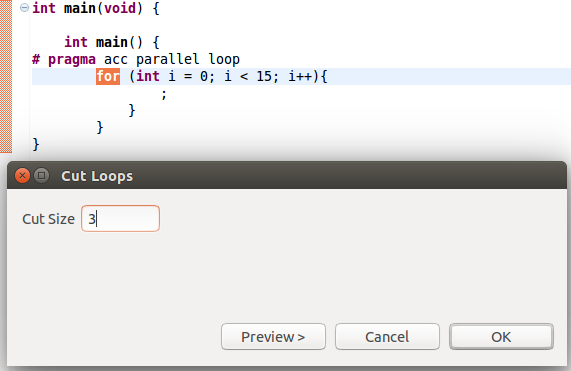 int main(void) {
int main() {
# pragma acc parallel loop
for (int i = 0; i < 15; i++){
;
}
}
}
Cut Loops
Cut Size 3
Preview > Cancel OK